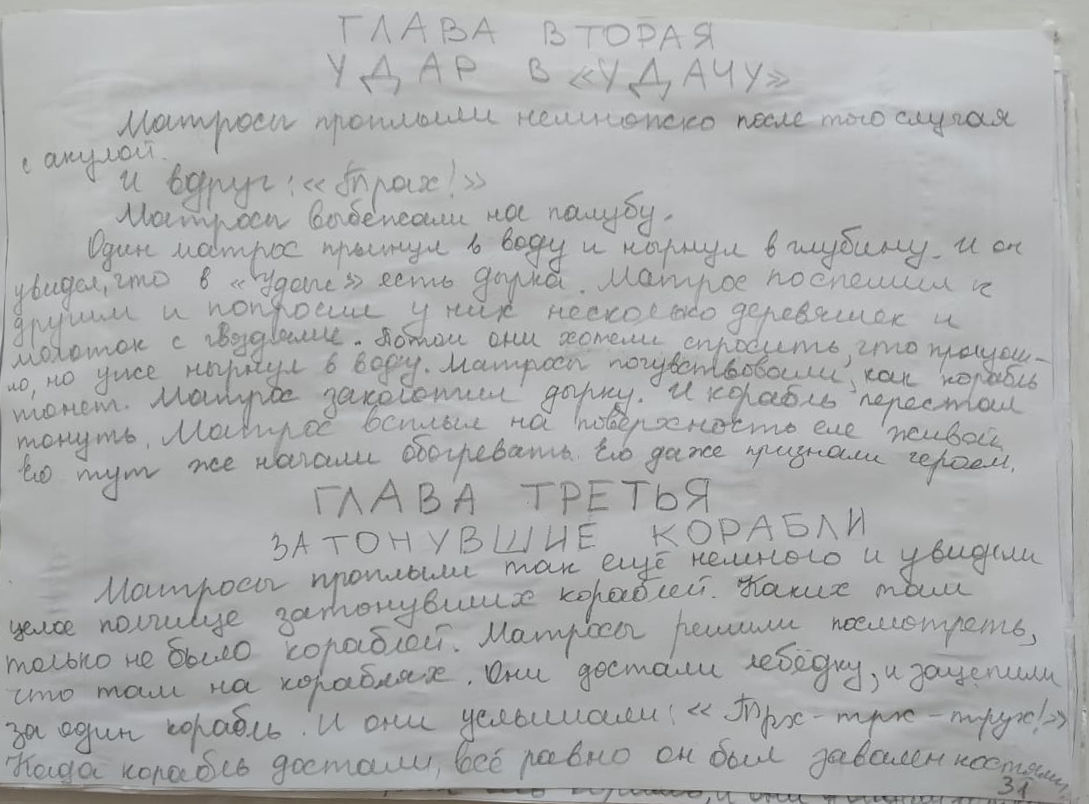 ГЛАВА ВТОРАЯ
УДАР В «УДАЧУ»
Матросы проплыли немножко после того случая
с акулой.
И вдруг: «Трах!»
Матросы выбежали на палубу.
Один матрос прыгнул в воду и нырнул в глубину. И он
увидел, что в «Удаче» есть дырка. Матрос поспешил к
другим и попросил у них несколько деревяшек и
молоток с гвоздями. Потом они хотели спросить, что произош-
ло, но уже нырнул в воду. Матросы почувствовали, как корабль
тонет. Матрос заколотил дырку. И корабль перестал
тонуть. Матрос всплыл на поверхность еле живой
Его тут же начали обогревать. Его даже признали героем.
ГЛАВА ТРЕТЬЯ
ЗАТОНУВШИЕ КОРАБЛИ
Матросы проплыли так ещё немного и увидели
целое полчище затонувших кораблей. Каких там
только не было кораблей. Матросы решили посмотреть,
что там на кораблях. Они достали лебёдку, и зацепили
за один корабль. И они услышали: «Трх-трх-трух!»
Када корабль достали, всё равно он был завален костями.
31